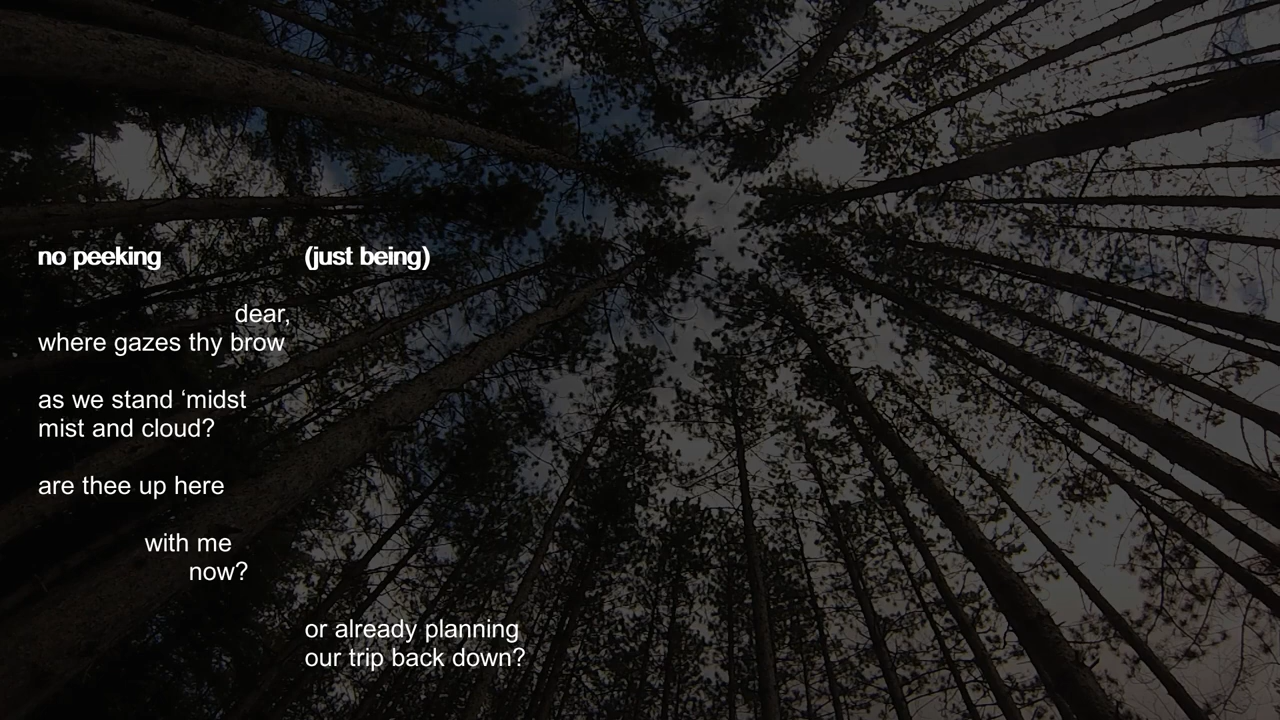 no peeking (just being)
dear,
where gazes thy brow
as we stand ‘midst
mist and cloud?
are thee up here
with me
now?
or already planning
our trip back down?